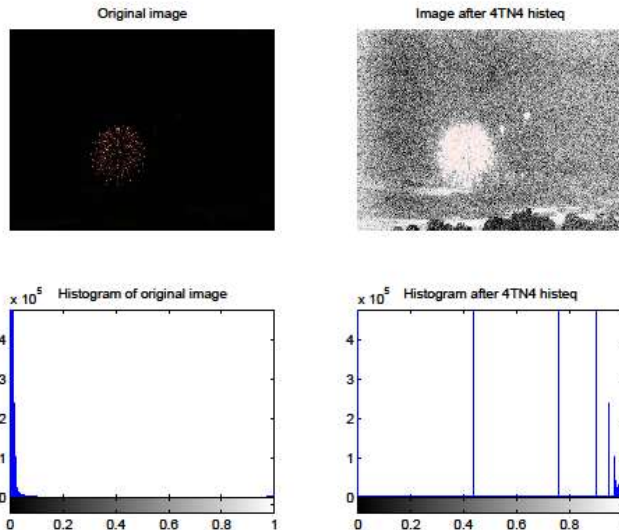 Original image
Image after 4TN4 histeq
x 10^5
Histogram of original image
4
3
2
1
0
0 0.2 0.4 0.6 0.8 1
x 10^5
Histogram after 4TN4 histeq
4
3
2
1
0
0 0.2 0.4 0.6 0.8